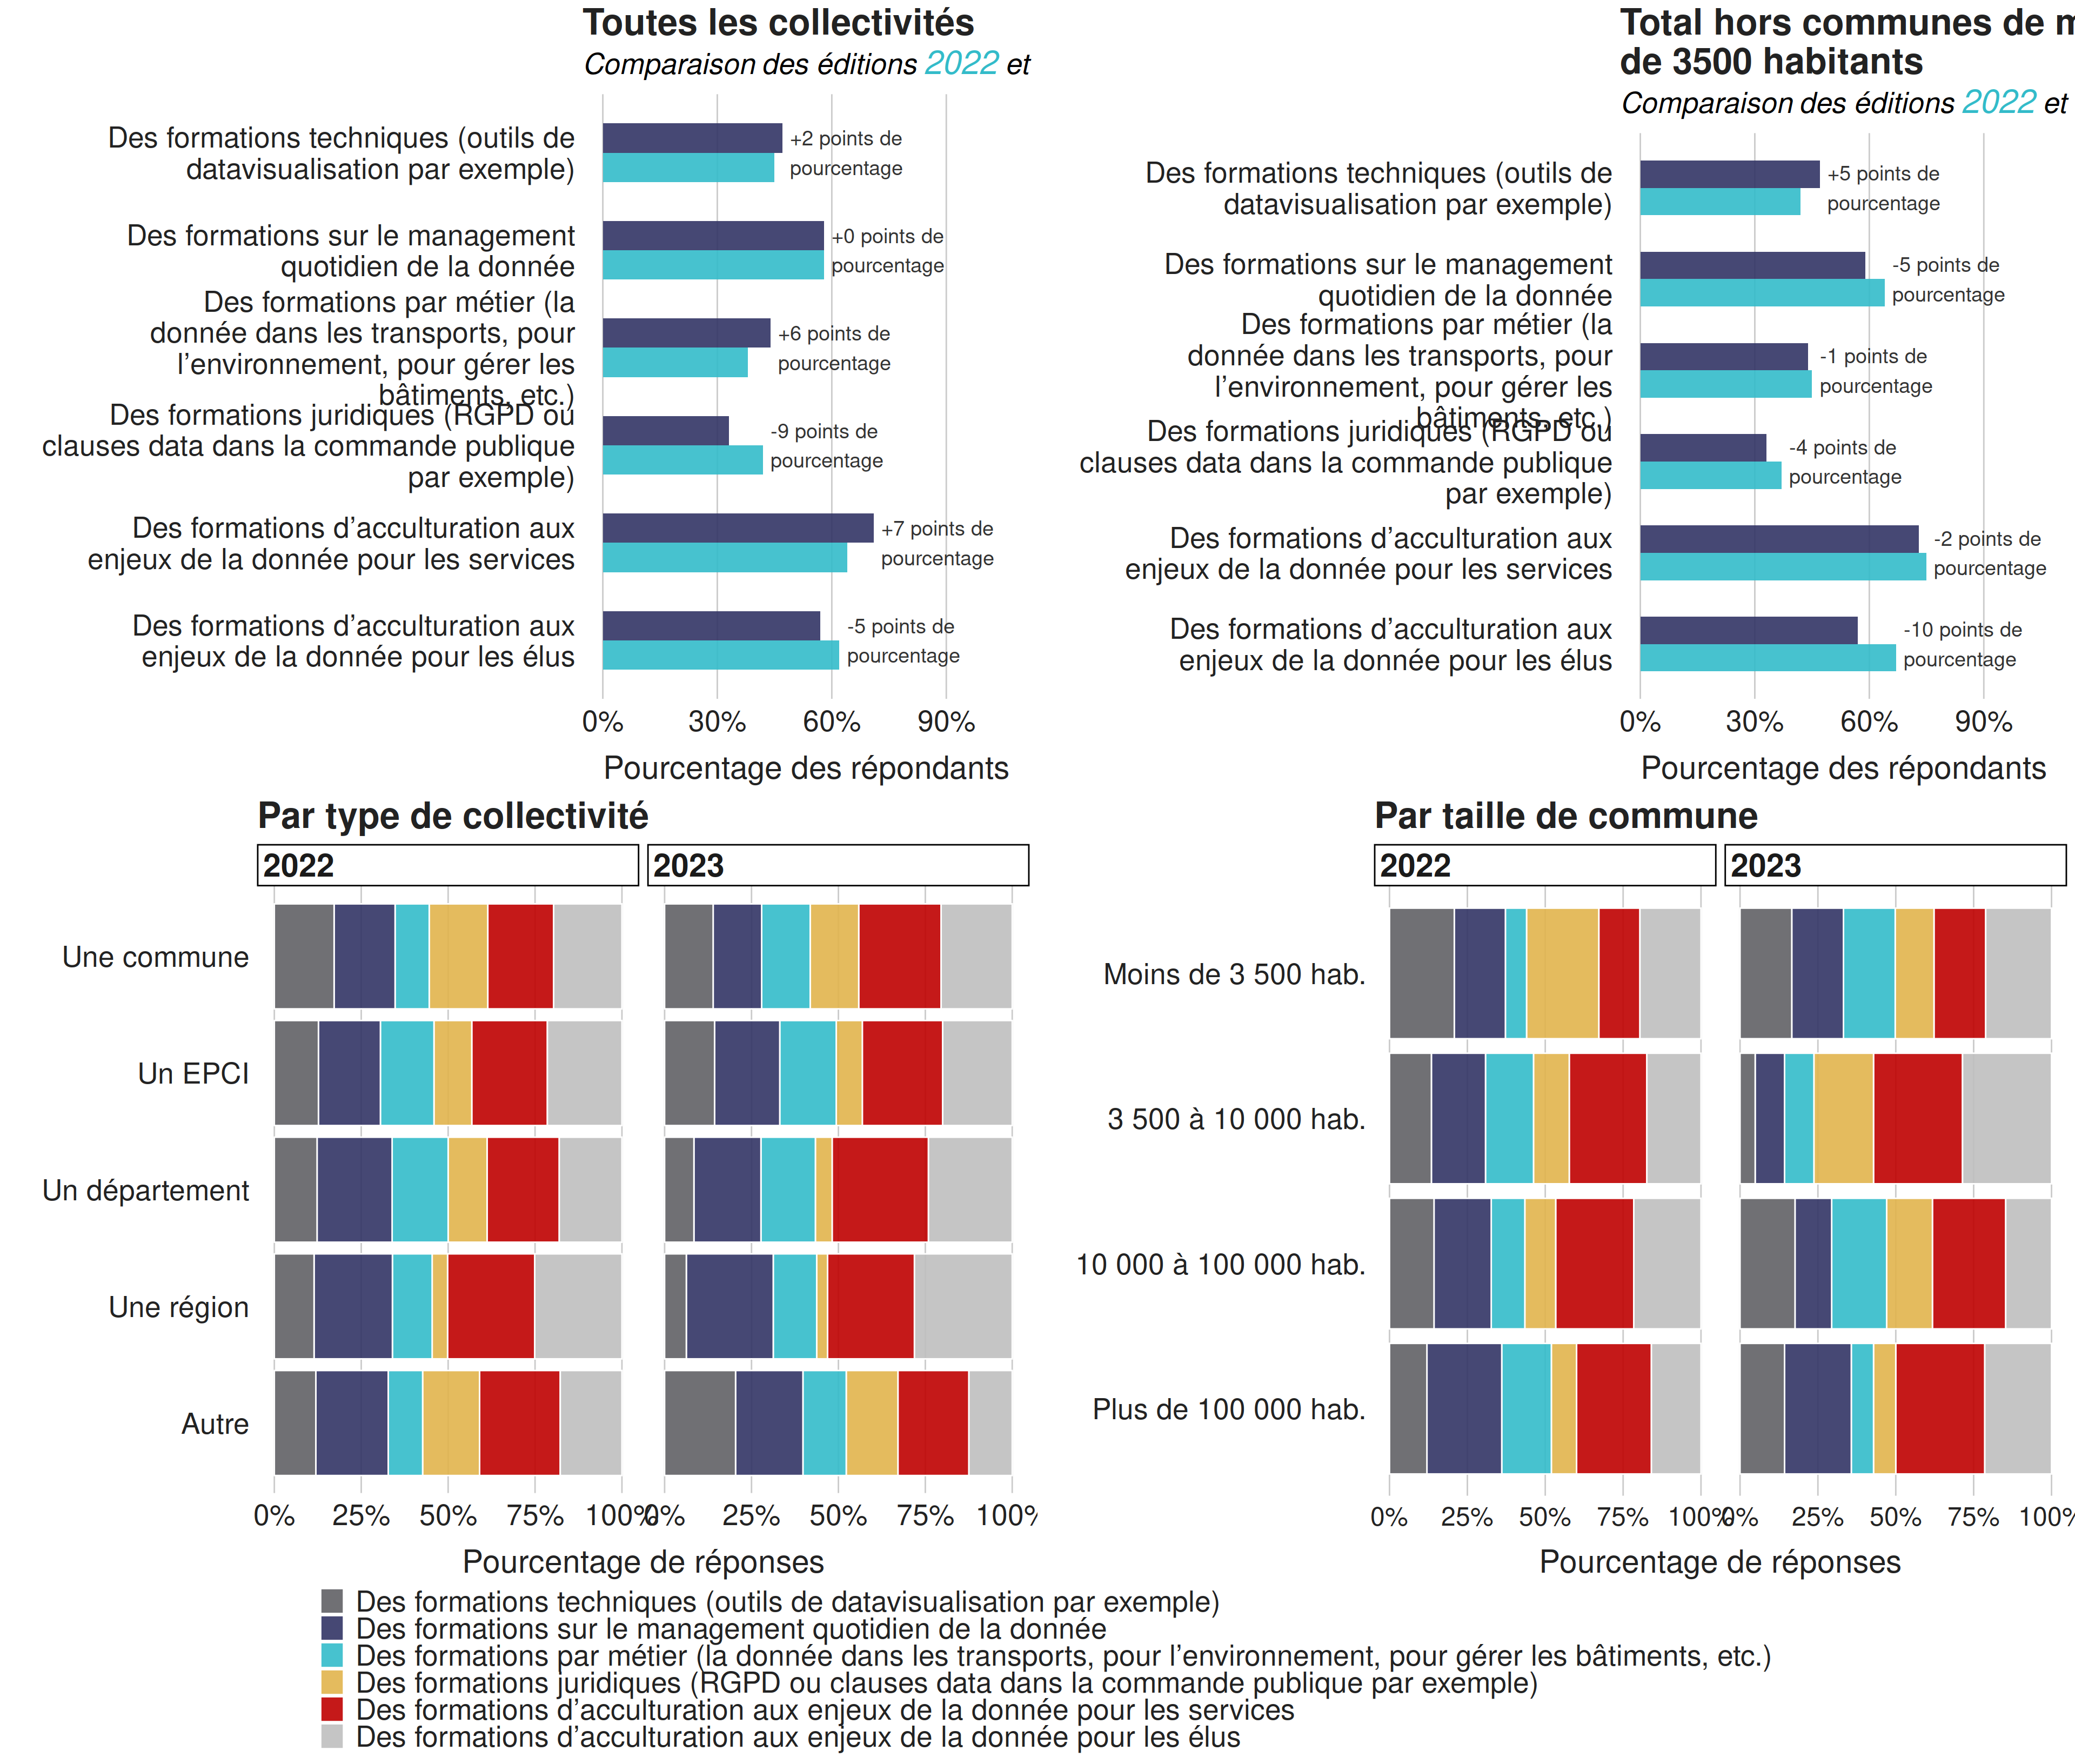 Toutes les collectivités
Comparaison des éditions 2022 et
Des formations techniques (outils de
datavisualisation par exemple)
+2 points de
pourcentage
Des formations sur le management
quotidien de la donnée
+0 points de
pourcentage
Des formations par métier (la
donnée dans les transports, pour
l’environnement, pour gérer les
bâtiments, etc.)
+6 points de
pourcentage
Des formations juridiques (RGPD ou
clauses data dans la commande publique
par exemple)
-9 points de
pourcentage
Des formations d’acculturation aux
enjeux de la donnée pour les services
+7 points de
pourcentage
Des formations d’acculturation aux
enjeux de la donnée pour les élus
-5 points de
pourcentage
0% 30% 60% 90%
Pourcentage des répondants
Total hors communes de m
de 3500 habitants
Comparaison des éditions 2022 et
Des formations techniques (outils de
datavisualisation par exemple)
+5 points de
pourcentage
Des formations sur le management
quotidien de la donnée
-5 points de
pourcentage
Des formations par métier (la
donnée dans les transports, pour
l’environnement, pour gérer les
bâtiments, etc.)
-1 points de
pourcentage
Des formations juridiques (RGPD ou
clauses data dans la commande publique
par exemple)
-4 points de
pourcentage
Des formations d’acculturation aux
enjeux de la donnée pour les services
-2 points de
pourcentage
Des formations d’acculturation aux
enjeux de la donnée pour les élus
-10 points de
pourcentage
0% 30% 60% 90%
Pourcentage des répondants
Par type de collectivité
2022 2023
Une commune
Un EPCI
Un département
Une région
Autre
0% 25% 50% 75% 100% 0% 25% 50% 75% 100%
Pourcentage de réponses
Par taille de commune
2022 2023
Moins de 3 500 hab.
3 500 à 10 000 hab.
10 000 à 100 000 hab.
Plus de 100 000 hab.
0% 25% 50% 75% 100% 0% 25% 50% 75% 100%
Pourcentage de réponses
Des formations techniques (outils de datavisualisation par exemple)
Des formations sur le management quotidien de la donnée
Des formations par métier (la donnée dans les transports, pour l’environnement, pour gérer les bâtiments, etc.)
Des formations juridiques (RGPD ou clauses data dans la commande publique par exemple)
Des formations d’acculturation aux enjeux de la donnée pour les services
Des formations d’acculturation aux enjeux de la donnée pour les élus